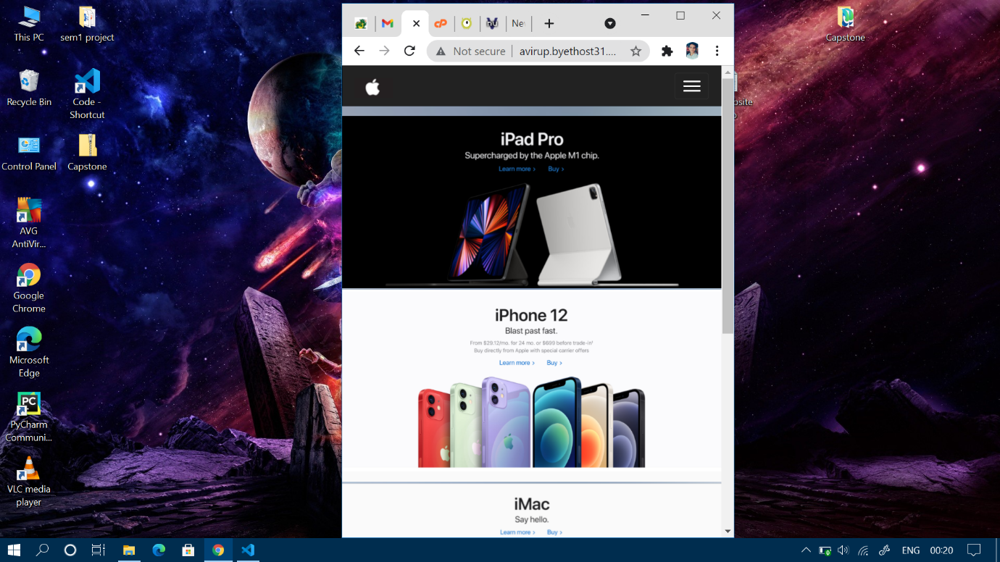 This PC
sem1 project
Recycle Bin
Code -
Shortcut
Control Panel
Capstone
AVG
AntiVir...
Google
Chrome
Microsoft
Edge
PC
PyCharm
Communi...
VLC media
player
Capstone
cP
nU
Ne
Not secure
avirup.byethost31....
iPad Pro
Supercharged by the Apple M1 chip.
Learn more > Buy >
iPhone 12
Blast past fast.
From $29.12/mo. for 24 mo. or $699 before trade-in¹
Buy directly from Apple with special carrier offers
Learn more > Buy >
iMac
Say hello.
Learn more > Buy >
ENG 00:20